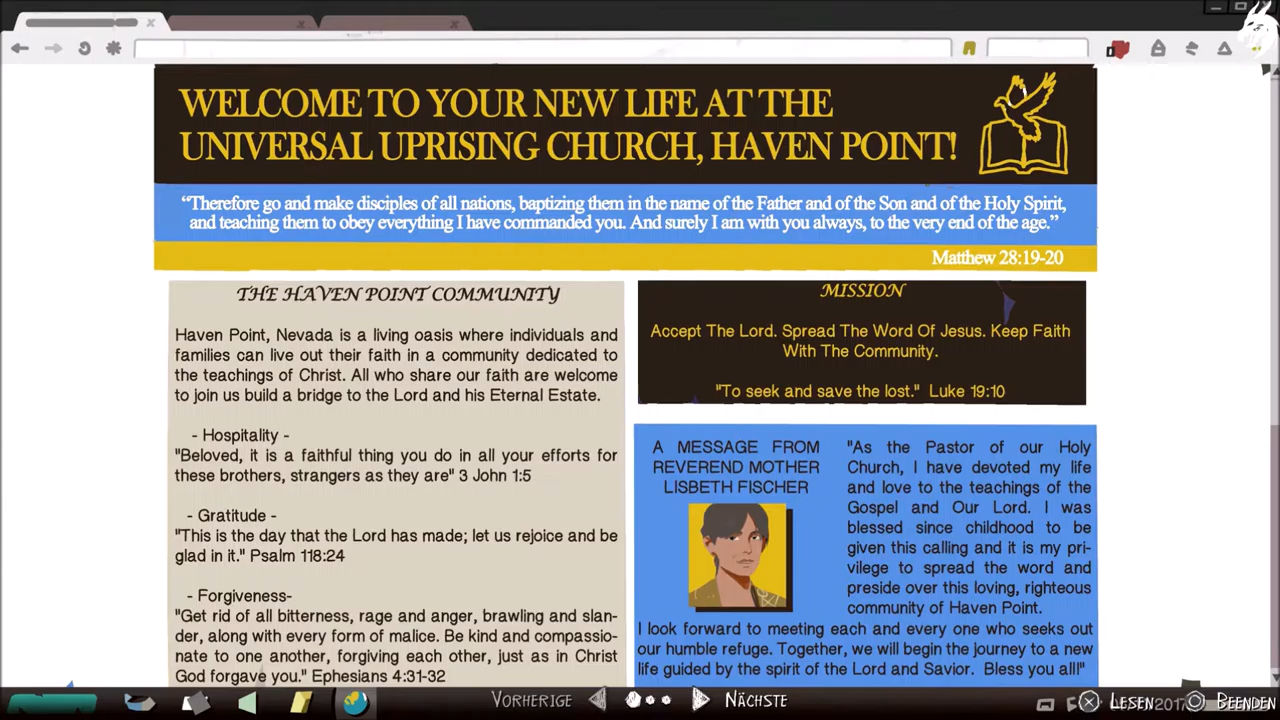 WELCOME TO YOUR NEW LIFE AT THE
UNIVERSAL UPRISING CHURCH, HAVEN POINT!
“Therefore go and make disciples of all nations, baptizing them in the name of the Father and of the Son and of the Holy Spirit,
and teaching them to obey everything I have commanded you. And surely I am with you always, to the very end of the age.”
Matthew 28:19-20
THE HAVEN POINT COMMUNITY
Haven Point, Nevada is a living oasis where individuals and
families can live out their faith in a community dedicated to
the teachings of Christ. All who share our faith are welcome
to join us build a bridge to the Lord and his Eternal Estate.
- Hospitality -
"Beloved, it is a faithful thing you do in all your efforts for
these brothers, strangers as they are" 3 John 1:5
- Gratitude -
"This is the day that the Lord has made; let us rejoice and be
glad in it." Psalm 118:24
- Forgiveness-
"Get rid of all bitterness, rage and anger, brawling and slan-
der, along with every form of malice. Be kind and compassio-
nate to one another, forgiving each other, just as in Christ
God forgave you." Ephesians 4:31-32
MISSION
Accept The Lord. Spread The Word Of Jesus. Keep Faith
With The Community.
"To seek and save the lost." Luke 19:10
A MESSAGE FROM
REVEREND MOTHER
LISBETH FISCHER
"As the Pastor of our Holy
Church, I have devoted my life
and love to the teachings of the
Gospel and Our Lord. I was
blessed since childhood to be
given this calling and it is my pri-
vilege to spread the word and
preside over this loving, righteous
community of Haven Point.
I look forward to meeting each and every one who seeks out
our humble refuge. Together, we will begin the journey to a new
life guided by the spirit of the Lord and Savior. Bless you all!"
VORHERIGE NÄCHSTE LESEN BEENDEN